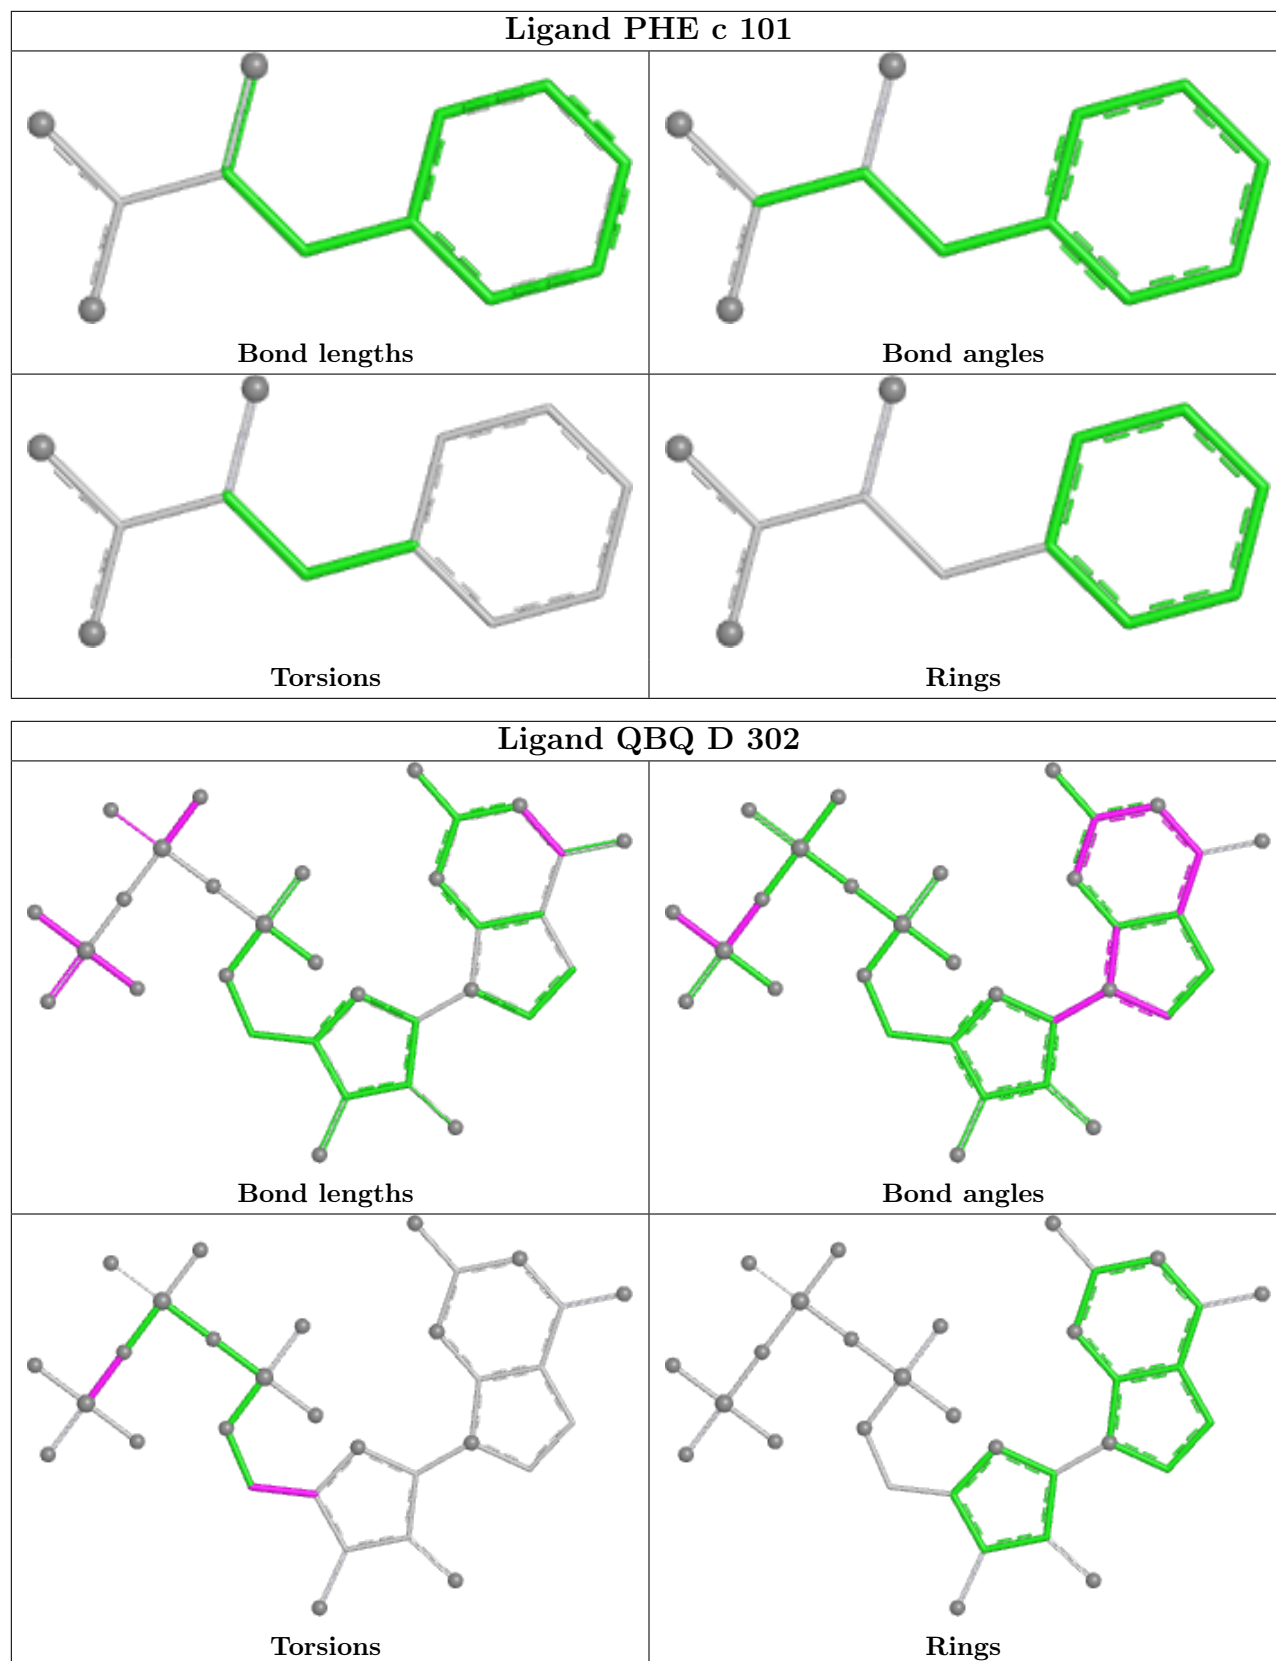 Ligand PHE c 101
Bond lengths
Bond angles
Torsions
Rings
Ligand QBQ D 302
Bond lengths
Bond angles
Torsions
Rings